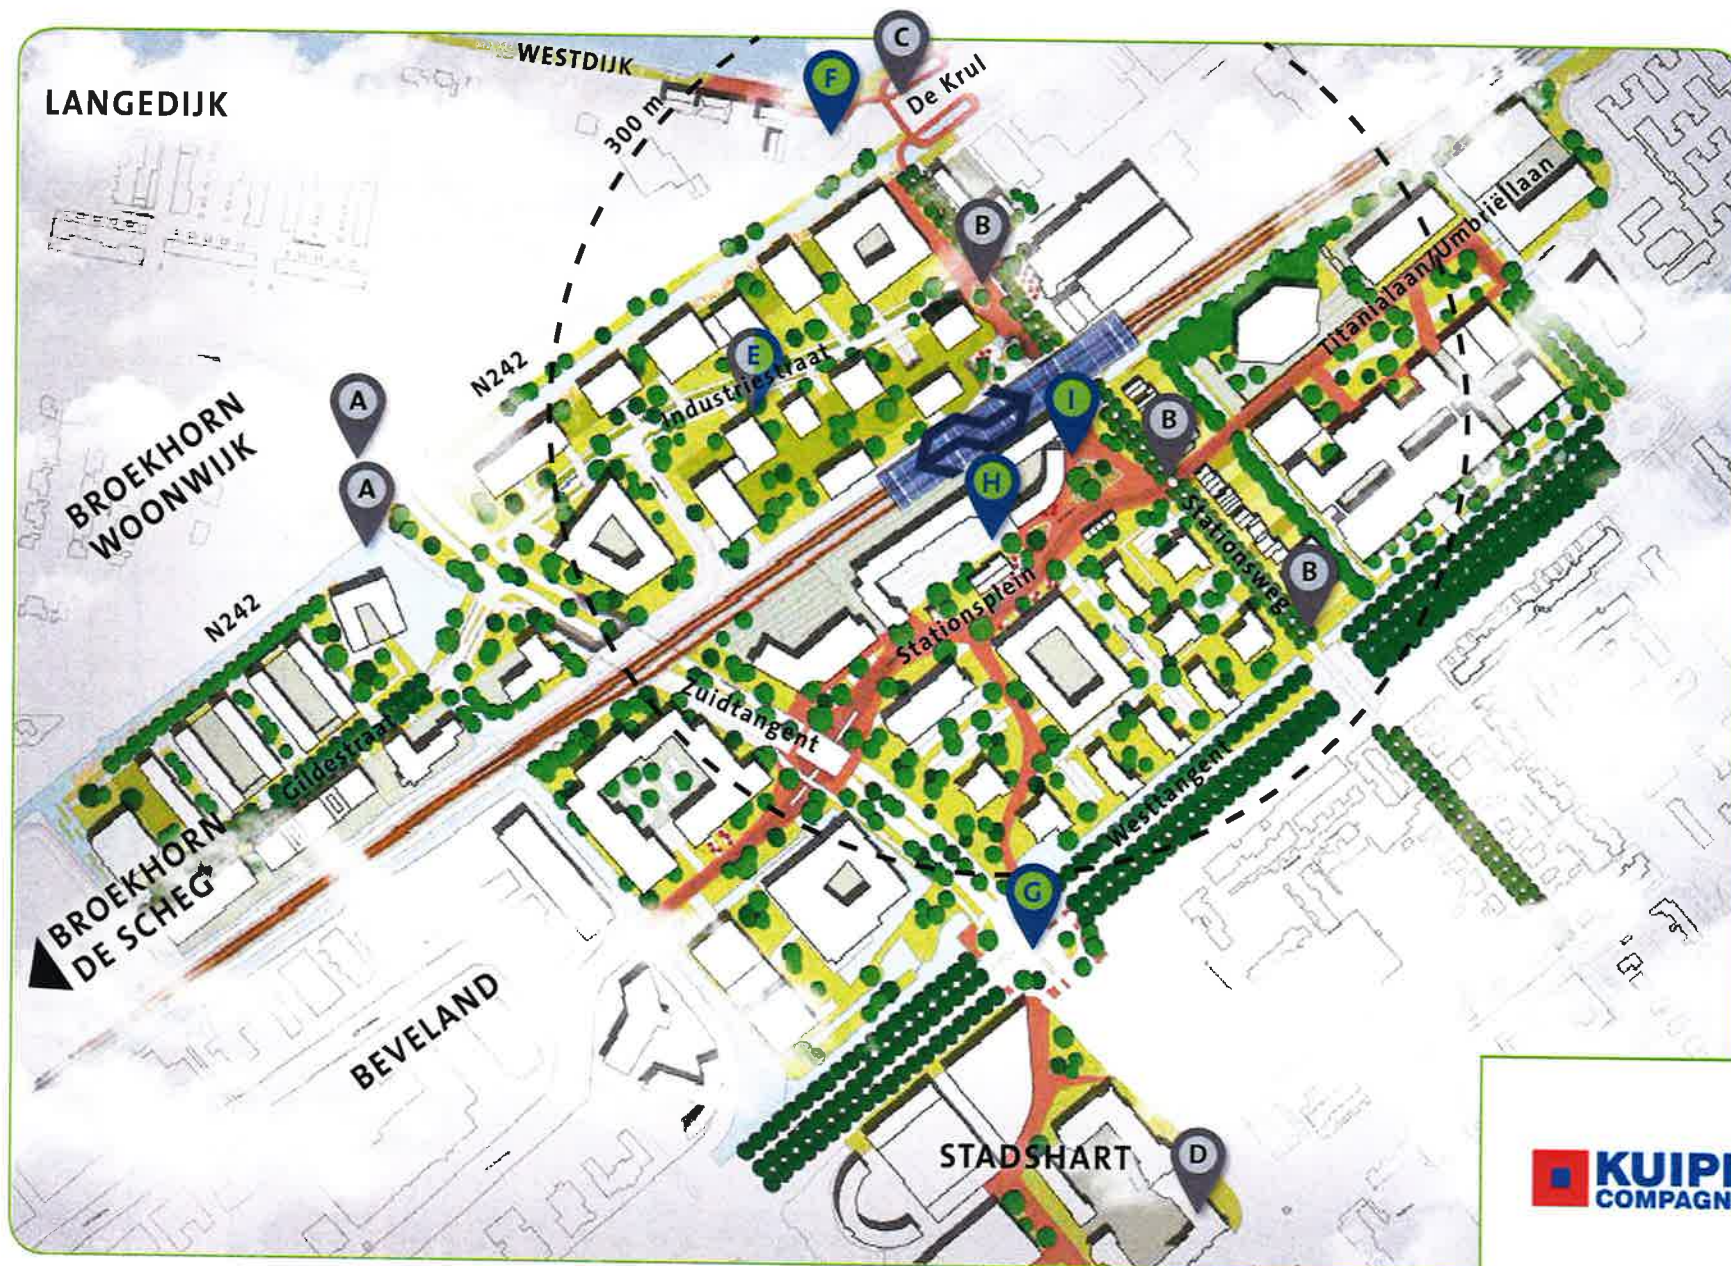 C
WESTDIJK
F
De Krul
LANGEDIJK
300 m
B
Titanialaan/Umbriëllaan
E
N242
Industriestraat
A
I
BROEKHORN
WOONWIJK
B
A
H
Stationsweg
B
N242
Stationsplein
Zuidtangent
Gildestraat
Westtangent
BROEKHORN
DE SCHEG
G
BEVELAND
STADSHART
D
KUIP
COMPAGN